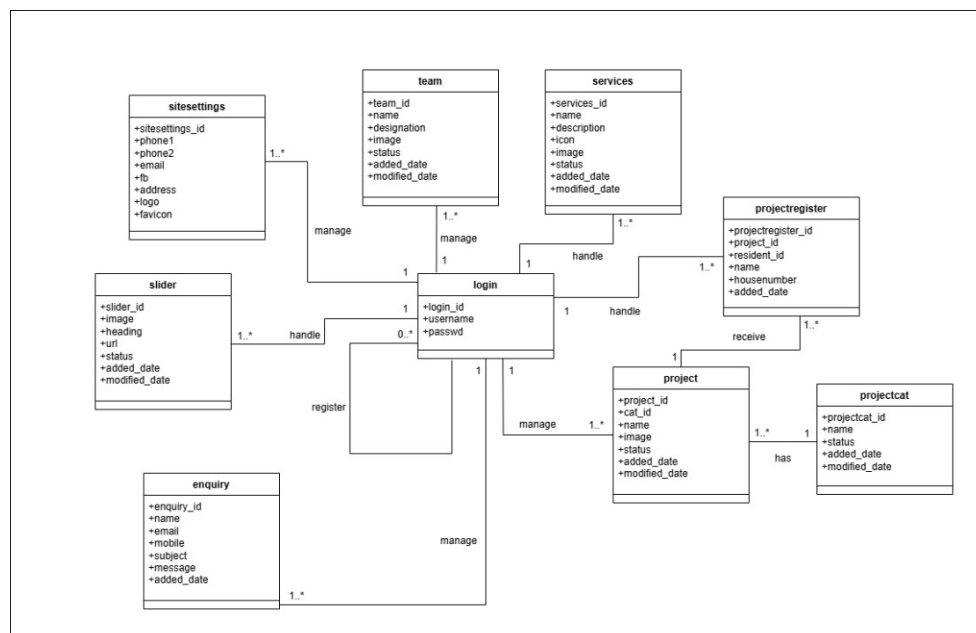 team
+team_id
+name
+designation
+image
+status
+added_date
+modified_date
services
+services_id
+name
+description
+icon
+image
+status
+added_date
+modified_date
sitesettings
+sitesettings_id
+phone1
+phone2
+email
+fb
+address
+logo
+favicon
1..*
manage
1
1..*
manage
1
1..*
handle
1
projectregister
+projectregister_id
+project_id
+resident_id
+name
+housenumber
+added_date
1..*
handle
1
slider
+slider_id
+image
+heading
+url
+status
+added_date
+modified_date
1..*
handle
1
login
+login_id
+username
+passwd
0..*
register
1
1
1..*
receive
1
manage
1..*
project
+project_id
+cat_id
+name
+image
+status
+added_date
+modified_date
1..*
has
1
projectcat
+projectcat_id
+name
+status
+added_date
+modified_date
enquiry
+enquiry_id
+name
+email
+mobile
+subject
+message
+added_date
manage
1..*